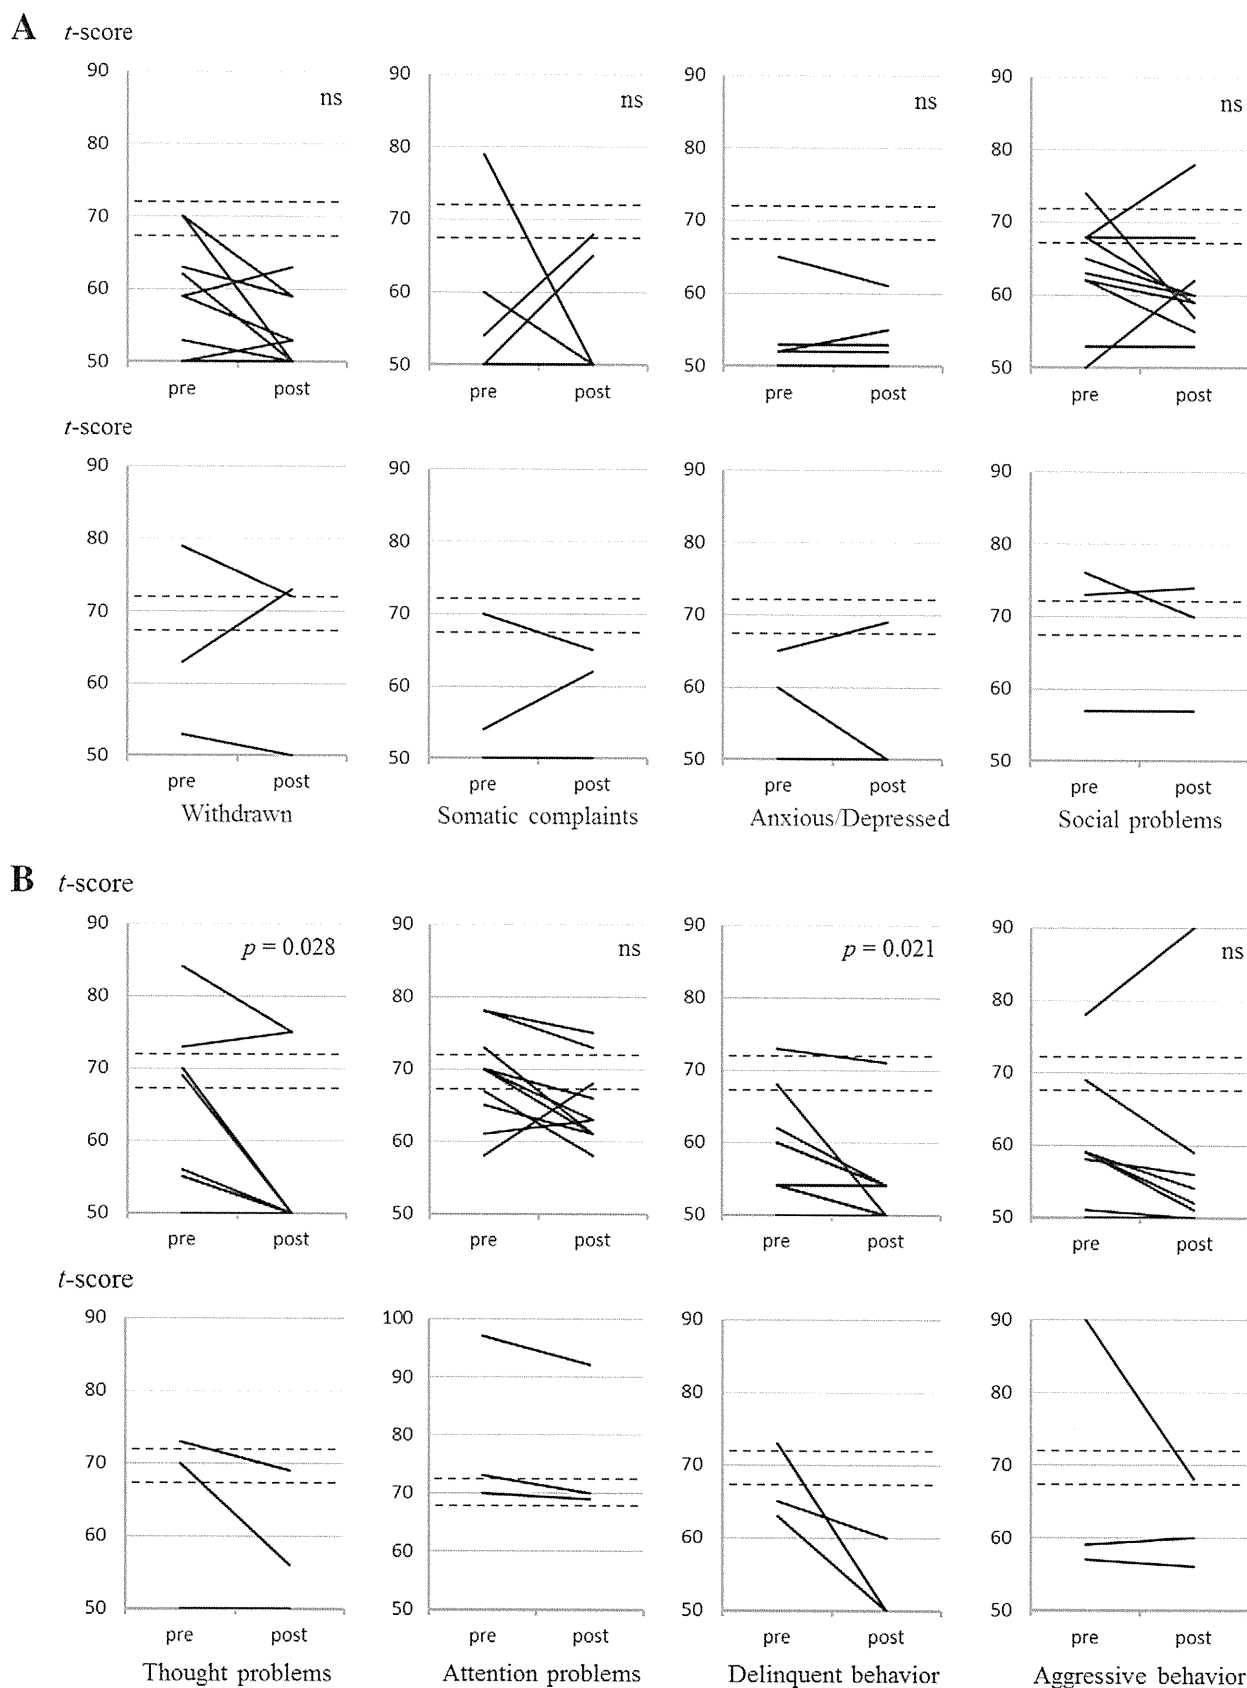 A t-score
90 90 90 90
ns ns ns ns
80 80 80 80
70 70 70 70
60 60 60 60
50 50 50 50
pre post pre post pre post pre post
t-score
90 90 90 90
80 80 80 80
70 70 70 70
60 60 60 60
50 50 50 50
pre post pre post pre post pre post
Withdrawn Somatic complaints Anxious/Depressed Social problems
B t-score
90 90 90 90
p = 0.028 ns p = 0.021 ns
80 80 80 80
70 70 70 70
60 60 60 60
50 50 50 50
pre post pre post pre post pre post
t-score
90 100 90 90
80 90 80 80
70 80 70 70
60 70 60 60
50 60 50 50
50
pre post pre post pre post pre post
Thought problems Attention problems Delinquent behavior Aggressive behavior